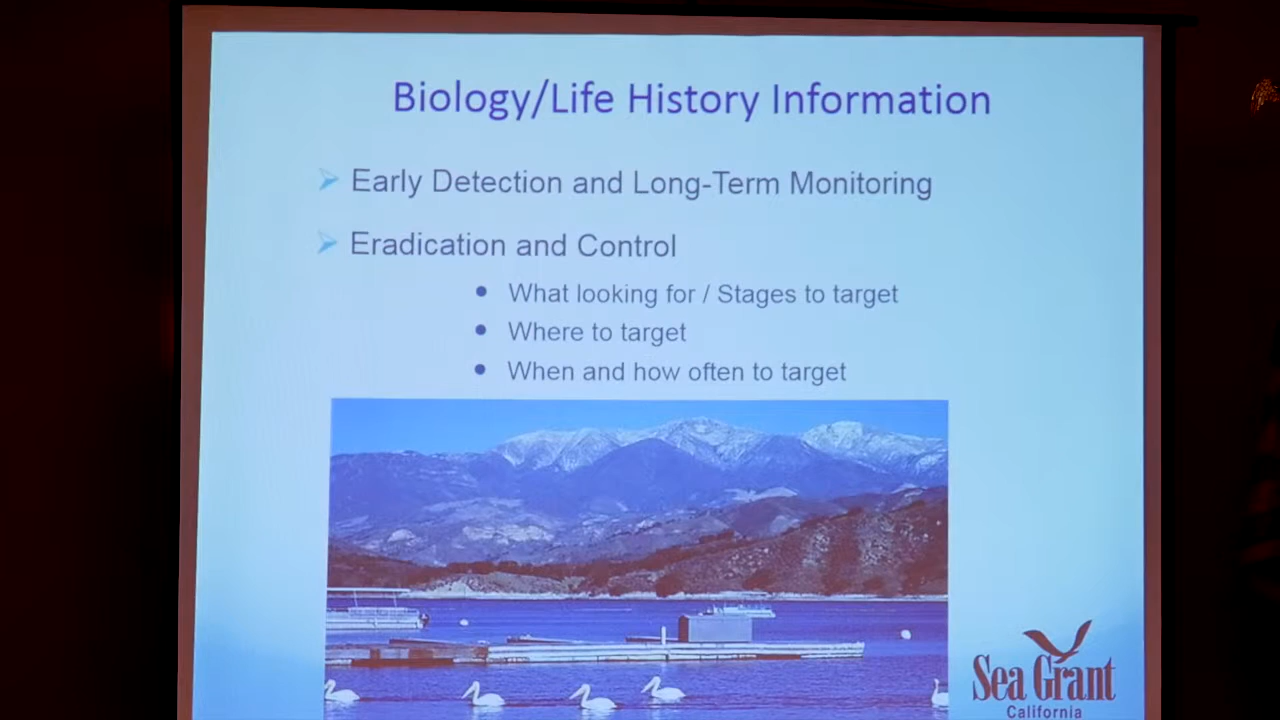 Biology/Life History Information
Early Detection and Long-Term Monitoring
Eradication and Control
What looking for / Stages to target
Where to target
When and how often to target
Sea Grant
California